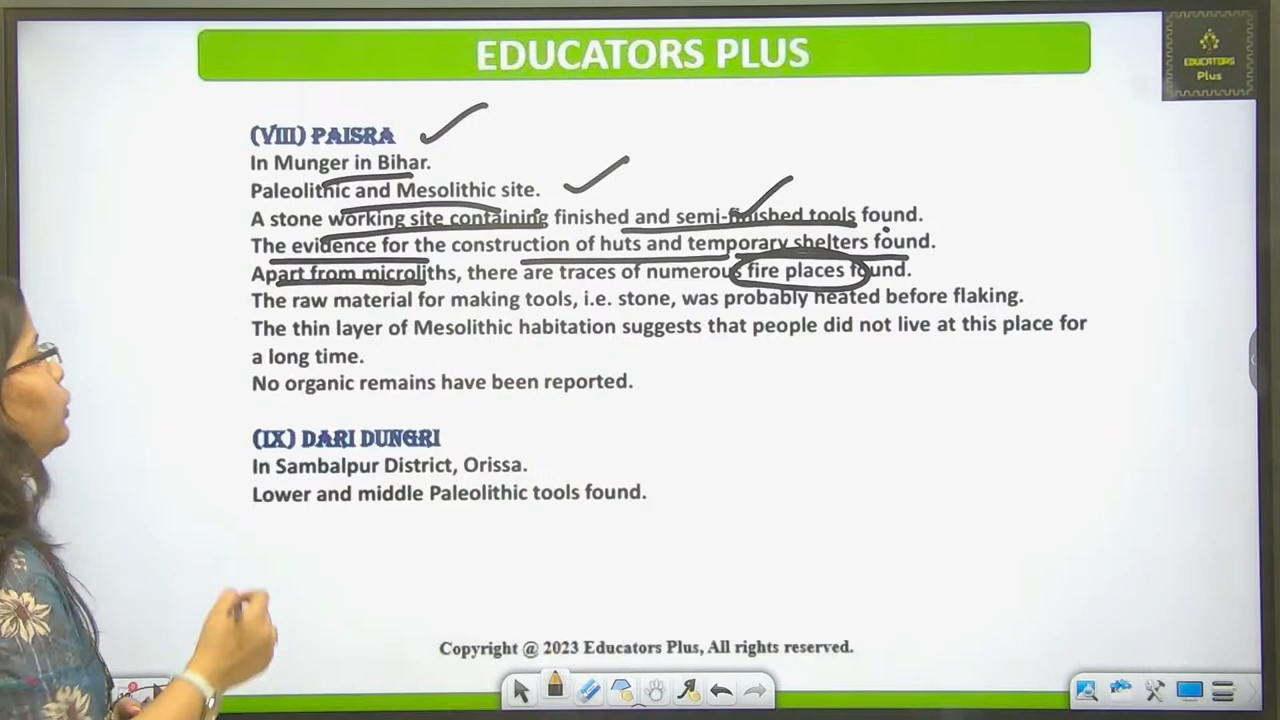 EDUCATORS PLUS
EDUCATORS
Plus
(VIII) PAISRA
In Munger in Bihar.
Paleolithic and Mesolithic site.
A stone working site containing finished and semi-finished tools found.
The evidence for the construction of huts and temporary shelters found.
Apart from microliths, there are traces of numerous fire places found.
The raw material for making tools, i.e. stone, was probably heated before flaking.
The thin layer of Mesolithic habitation suggests that people did not live at this place for
a long time.
No organic remains have been reported.
(IX) DARI DUNGRI
In Sambalpur District, Orissa.
Lower and middle Paleolithic tools found.
Copyright @ 2023 Educators Plus, All rights reserved.